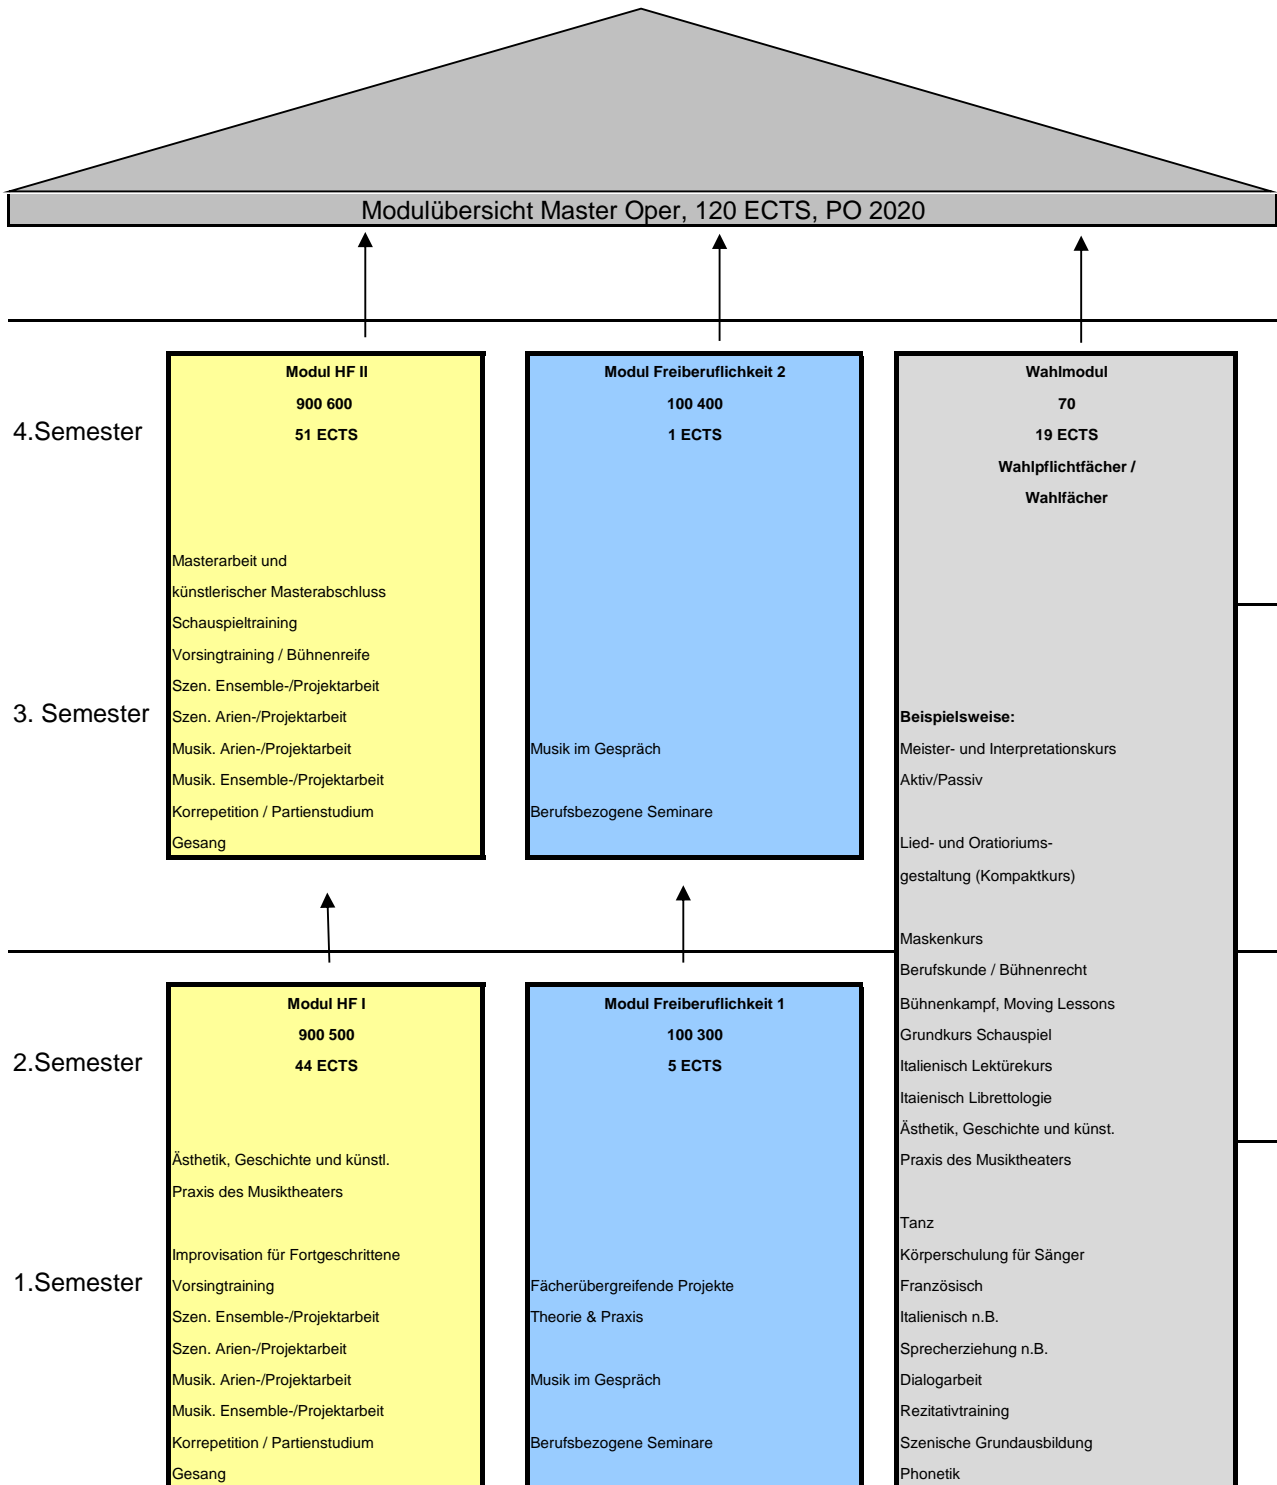 Modulübersicht Master Oper, 120 ECTS, PO 2020
4.Semester
3. Semester
Modul HF II
900 600
51 ECTS
Masterarbeit und
künstlerischer Masterabschluss
Schauspieltraining
Vorsingtraining / Bühnenreife
Szen. Ensemble-/Projektarbeit
Szen. Arien-/Projektarbeit
Musik. Arien-/Projektarbeit
Musik. Ensemble-/Projektarbeit
Korrepetition / Partienstudium
Gesang
Modul Freiberuflichkeit 2
100 400
1 ECTS
Musik im Gespräch
Berufsbezogene Seminare
Wahlmodul
70
19 ECTS
Wahlpflichtfächer /
Wahlfächer
Beispielsweise:
Meister- und Interpretationskurs
Aktiv/Passiv
Lied- und Oratioriums-
gestaltung (Kompaktkurs)
Maskenkurs
Berufskunde / Bühnenrecht
Bühnenkampf, Moving Lessons
Grundkurs Schauspiel
Italienisch Lektürekurs
Itaienisch Librettologie
Ästhetik, Geschichte und künst.
Praxis des Musiktheaters
Tanz
Körperschulung für Sänger
Französisch
Italienisch n.B.
Sprecherziehung n.B.
Dialogarbeit
Rezitativtraining
Szenische Grundausbildung
Phonetik
2.Semester
1.Semester
Modul HF I
900 500
44 ECTS
Ästhetik, Geschichte und künstl.
Praxis des Musiktheaters
Improvisation für Fortgeschrittene
Vorsingtraining
Szen. Ensemble-/Projektarbeit
Szen. Arien-/Projektarbeit
Musik. Arien-/Projektarbeit
Musik. Ensemble-/Projektarbeit
Korrepetition / Partienstudium
Gesang
Modul Freiberuflichkeit 1
100 300
5 ECTS
Fächerübergreifende Projekte
Theorie & Praxis
Musik im Gespräch
Berufsbezogene Seminare